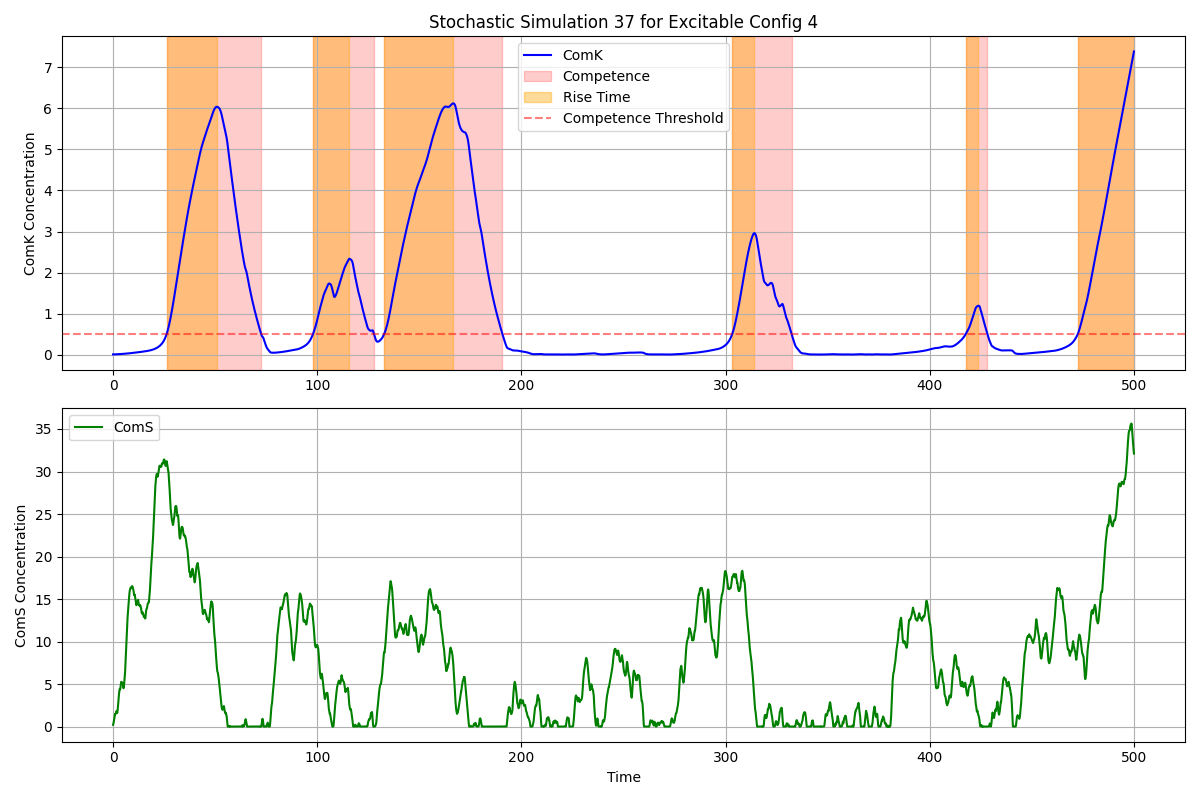 Stochastic Simulation 37 for Excitable Config 4
ComK
Competence
Rise Time
Competence Threshold
ComK Concentration
7
6
5
4
3
2
1
0
0 100 200 300 400 500
ComS
ComS Concentration
35
30
25
20
15
10
5
0
0 100 200 300 400 500
Time